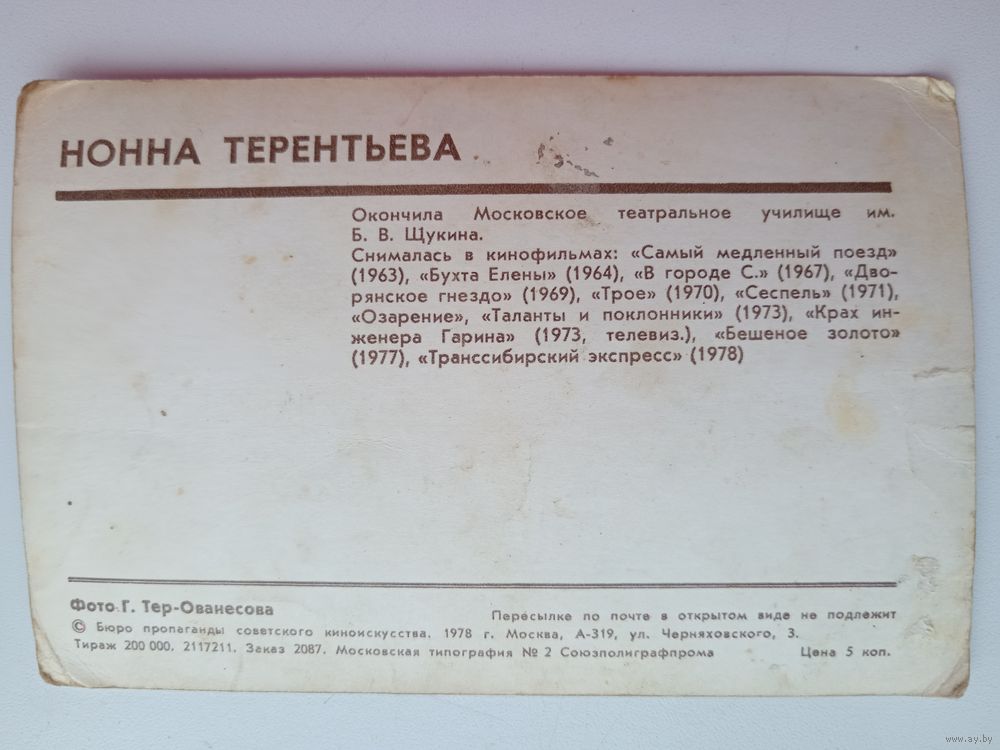 НОННА ТЕРЕНТЬЕВА
Окончила Московское театральное училище им.
Б. В. Щукина.
Снималась в кинофильмах: «Самый медленный поезд»
(1963), «Бухта Елены» (1964), «В городе С.» (1967), «Дво-
рянское гнездо» (1969), «Трое» (1970), «Сеспель» (1971),
«Озарение», «Таланты и поклонники» (1973), «Крах ин-
женера Гарина» (1973, телевиз.), «Бешеное золото»
(1977), «Транссибирский экспресс» (1978)
Фото Г. Тер-Ованесова
Пересылке по почте в открытом виде не подлежит
© Бюро пропаганды советского киноискусства. 1978 г. Москва, А-319, ул. Черняховского, 3.
Тираж 200 000. 2117211. Заказ 2087. Московская типография № 2 Союзполиграфпрома Цена 5 коп.
www.ay.by